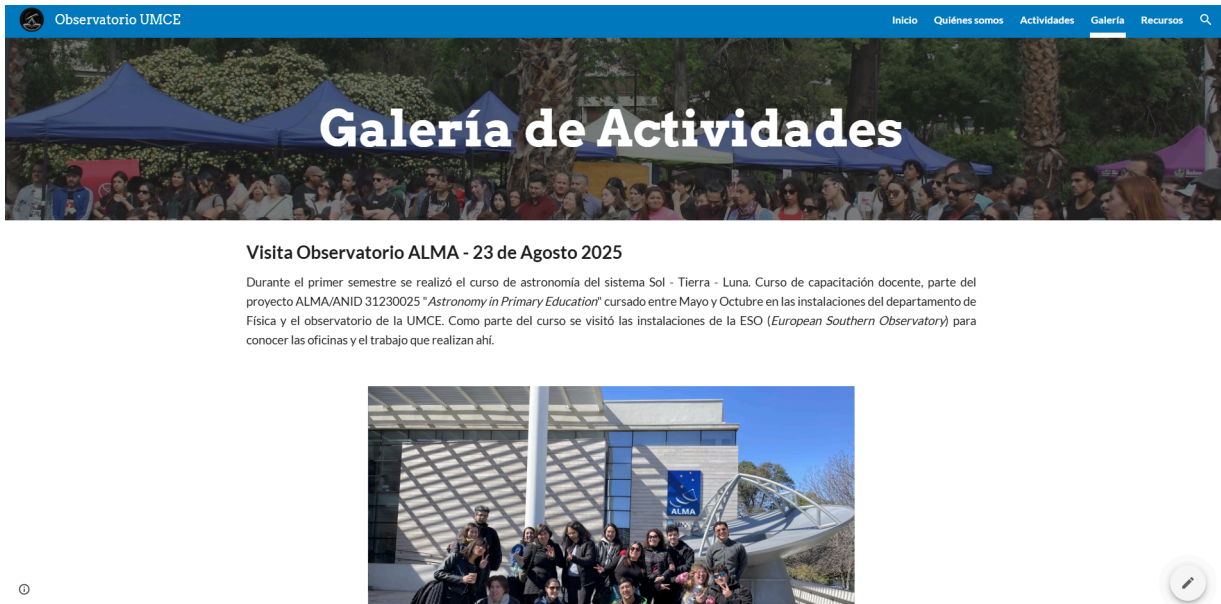 Observatorio UMCE
Inicio Quiénes somos Actividades Galería Recursos
Galería de Actividades
Visita Observatorio ALMA - 23 de Agosto 2025
Durante el primer semestre se realizó el curso de astronomía del sistema Sol - Tierra - Luna. Curso de capacitación docente, parte del
proyecto ALMA/ANID 31230025 "Astronomy in Primary Education" cursado entre Mayo y Octubre en las instalaciones del departamento de
Física y el observatorio de la UMCE. Como parte del curso se visitó las instalaciones de la ESO (European Southern Observatory) para
conocer las oficinas y el trabajo que realizan ahí.
ALMA